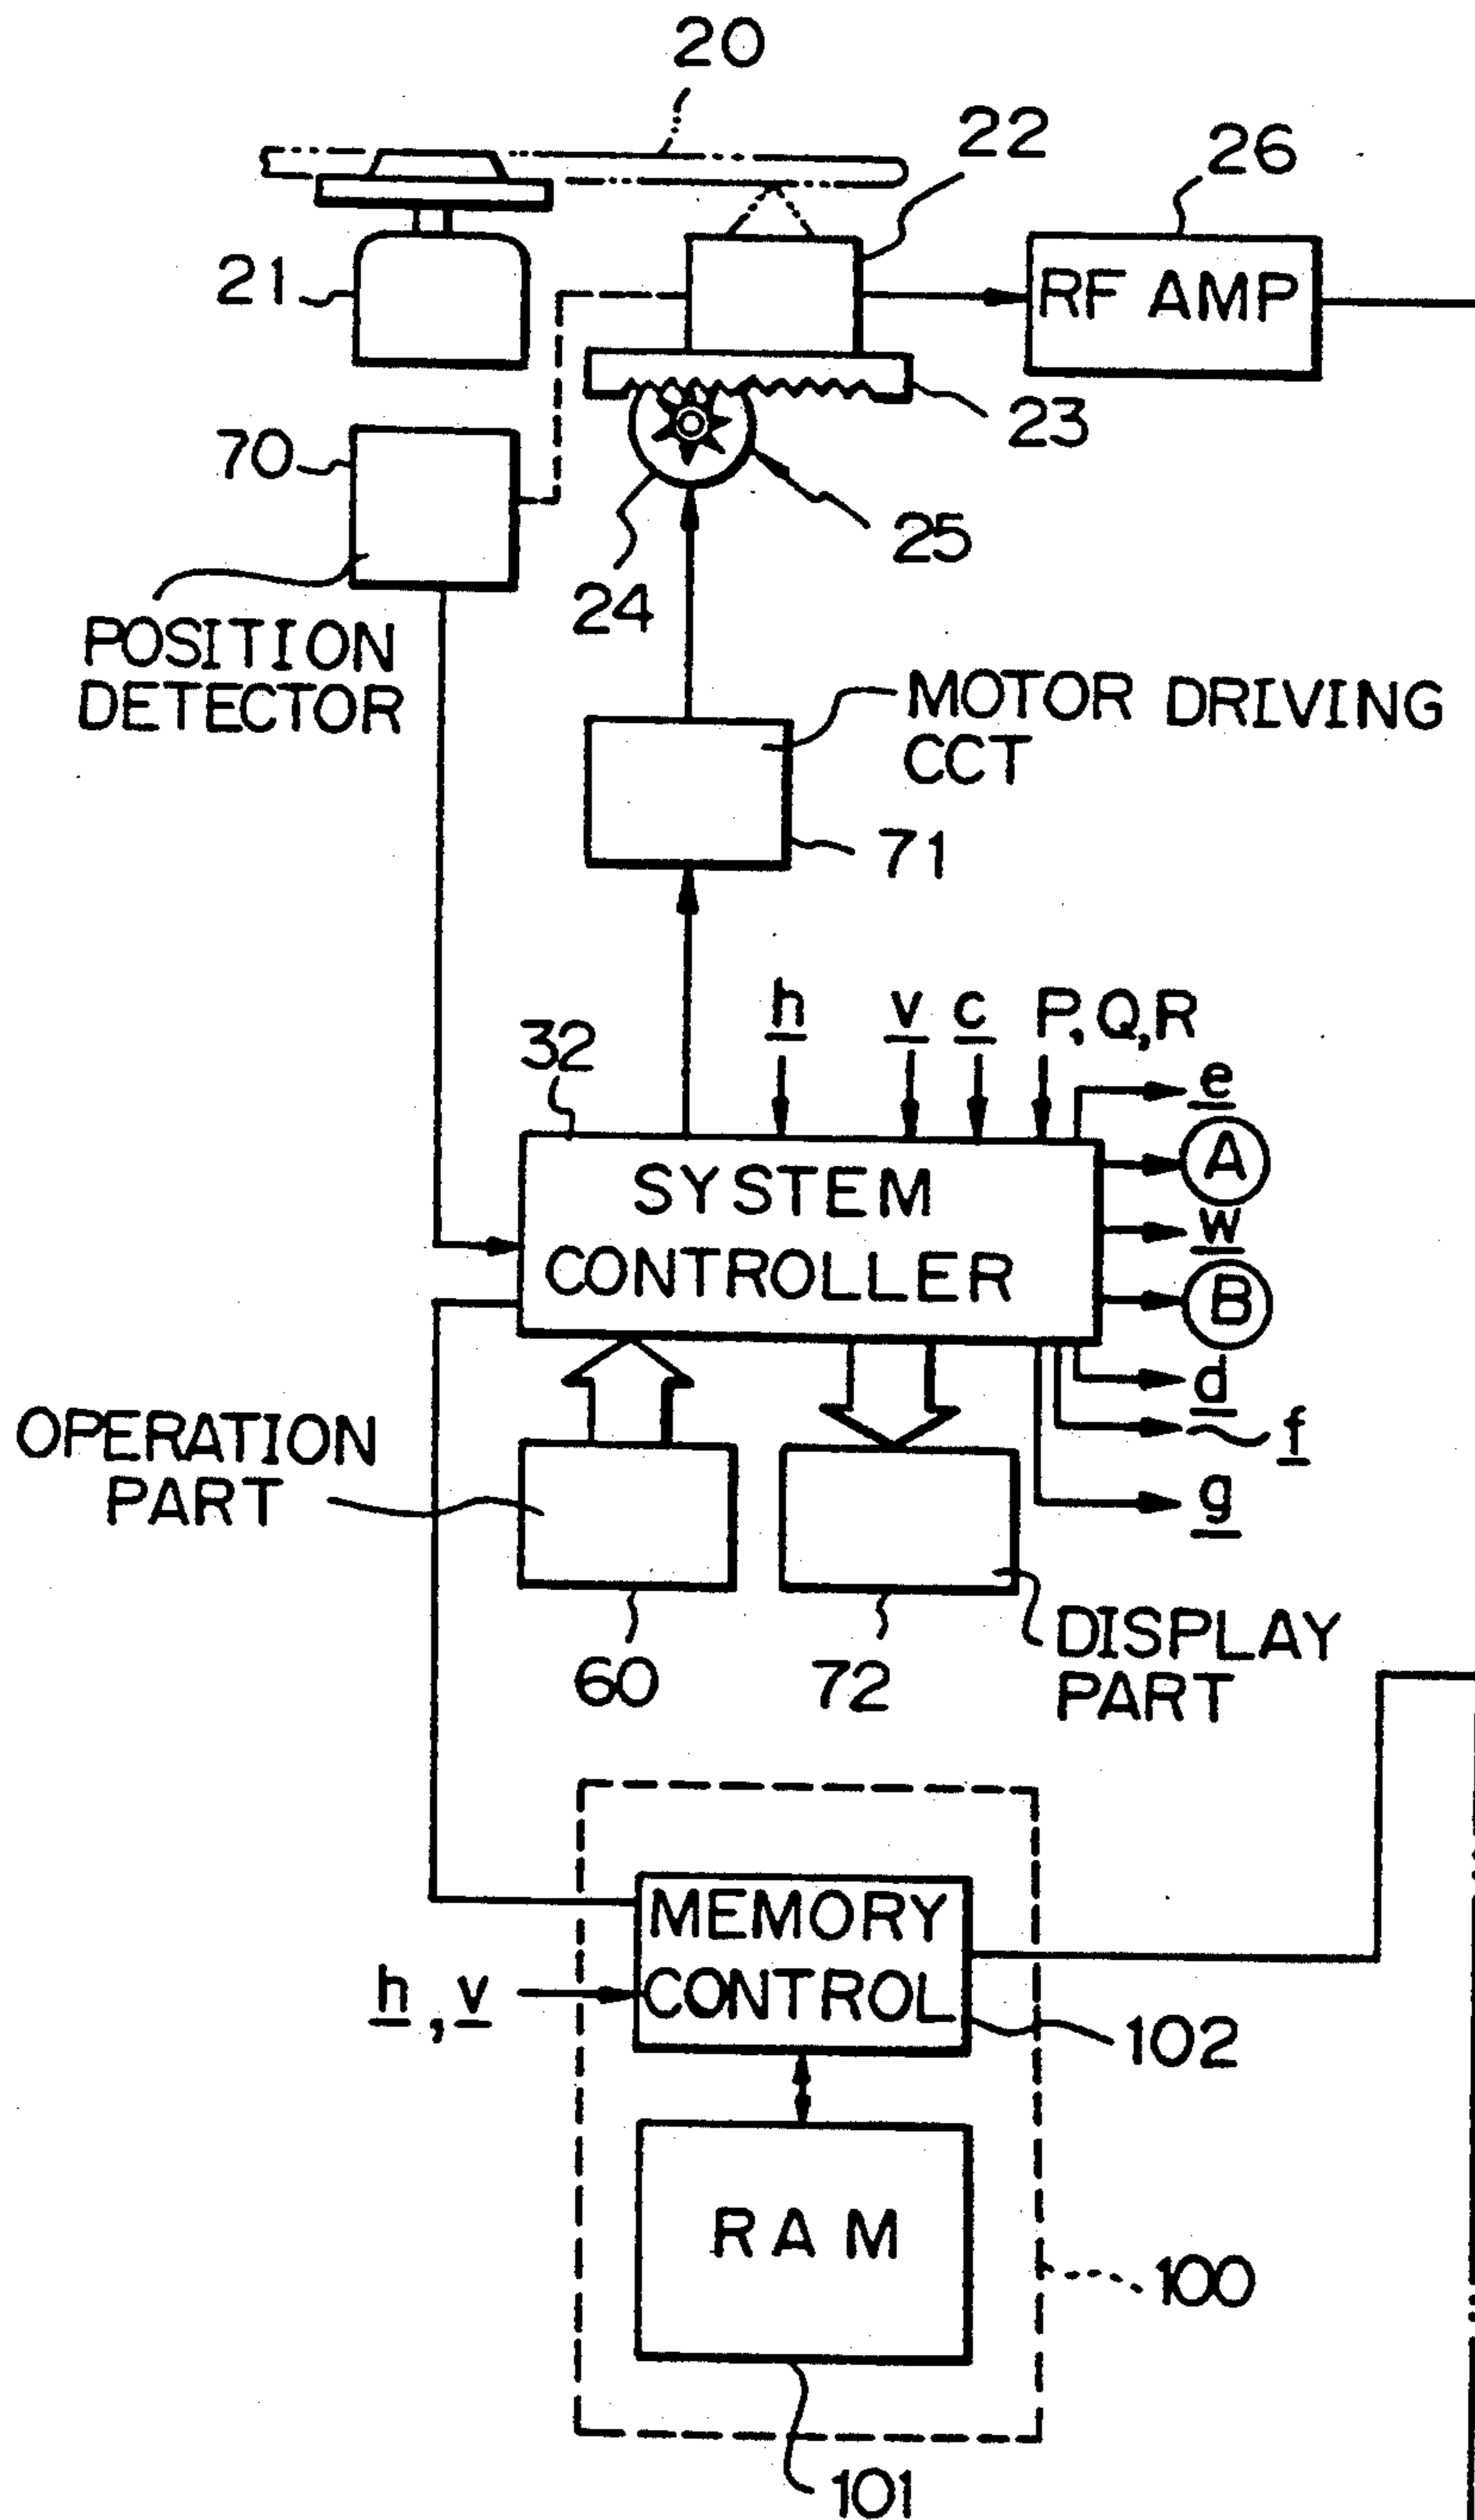 20
22
26
21
RF AMP
23
70
25
24
POSITION
DETECTOR
MOTOR DRIVING
CCT
71
h
v
c
P,Q,R
32
e
A
SYSTEM
w
CONTROLLER
B
d
f
OPERATION
PART
g
DISPLAY
PART
60
72
MEMORY
CONTROL
h,v
102
RAM
100
101